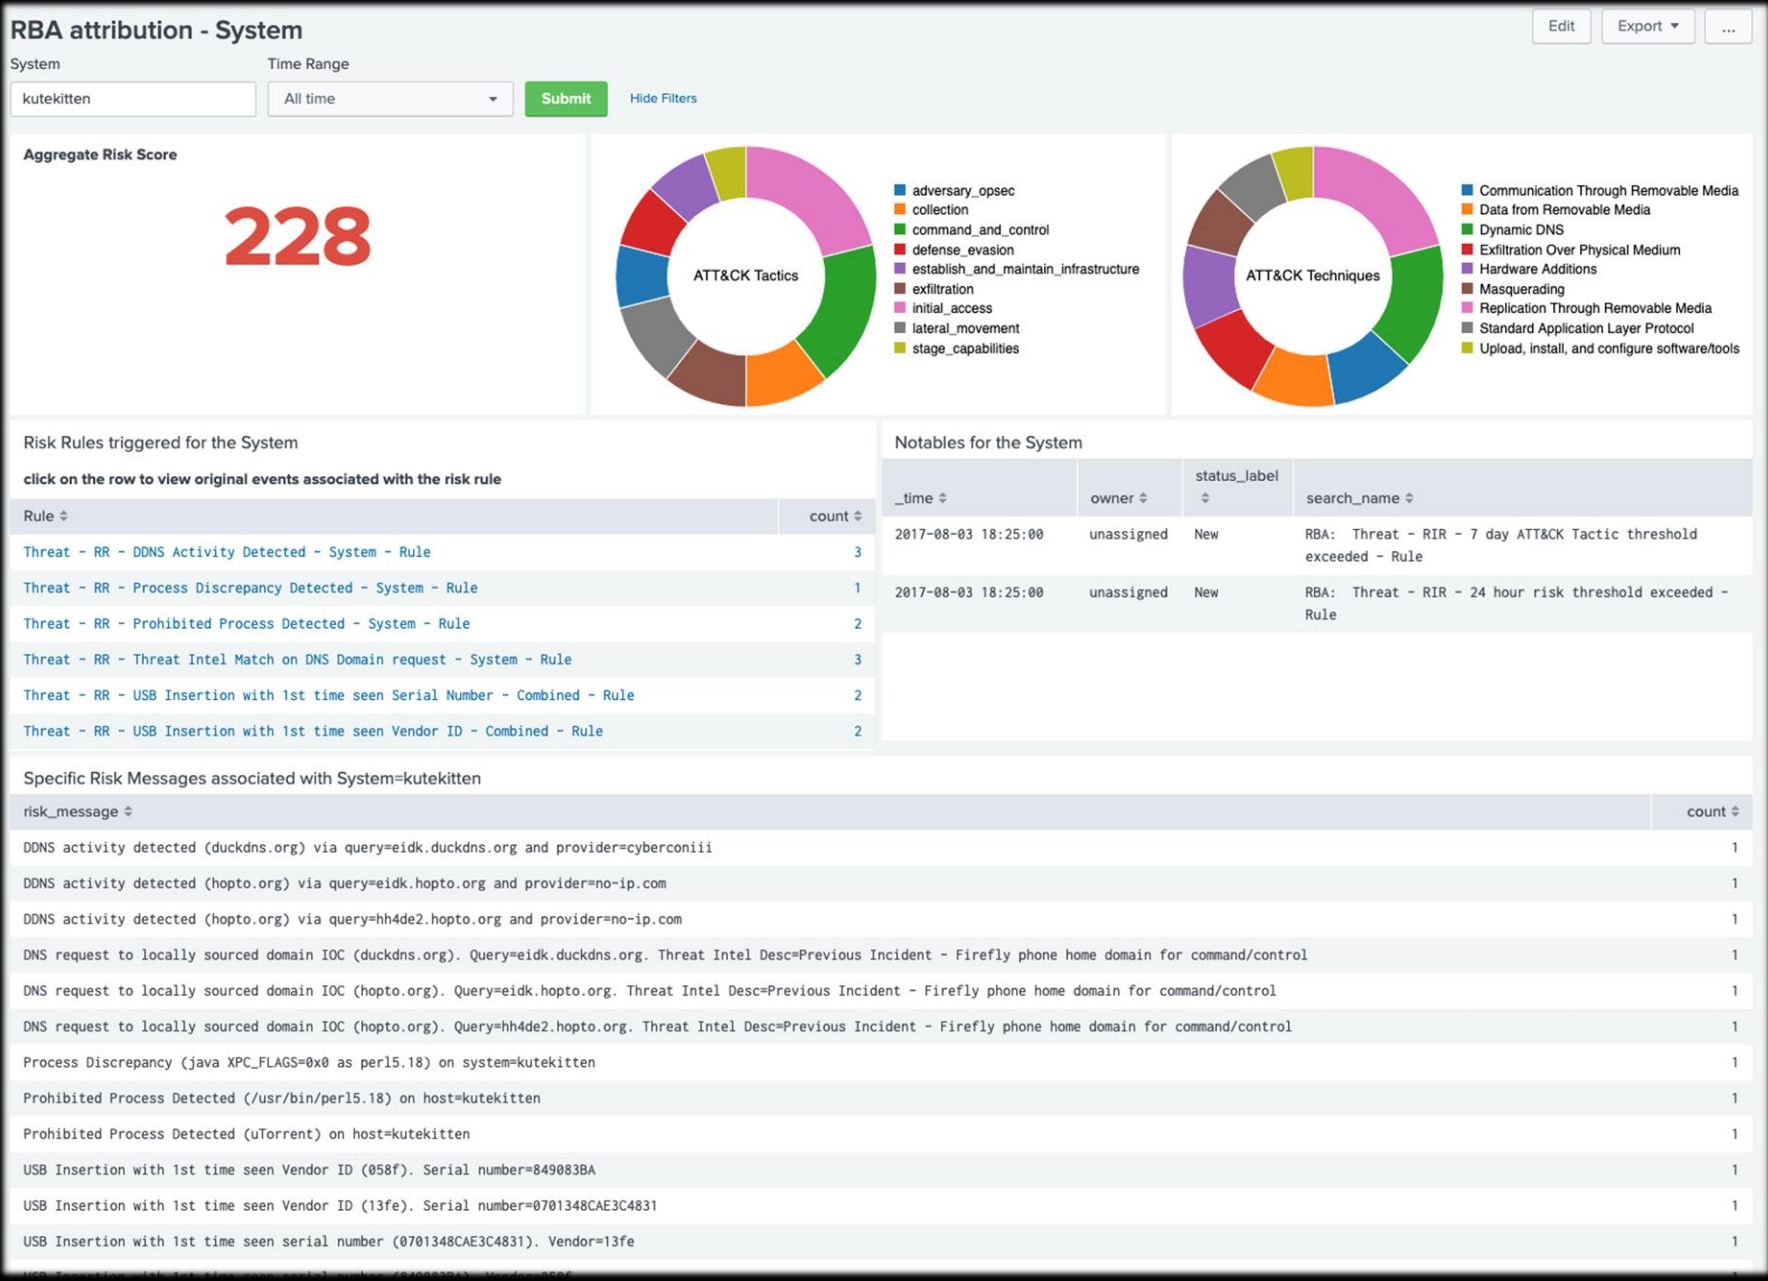 RBA attribution - System
Edit
Export
...
System
Time Range
kutekitten
All time
Submit
Hide Filters
Aggregate Risk Score
228
ATT&CK Tactics
adversary_opsec
collection
command_and_control
defense_evasion
establish_and_maintain_infrastructure
exfiltration
initial_access
lateral_movement
stage_capabilities
ATT&CK Techniques
Communication Through Removable Media
Data from Removable Media
Dynamic DNS
Exfiltration Over Physical Medium
Hardware Additions
Masquerading
Replication Through Removable Media
Standard Application Layer Protocol
Upload, install, and configure software/tools
Risk Rules triggered for the System
click on the row to view original events associated with the risk rule
Rule count
Threat - RR - DDNS Activity Detected - System - Rule 3
Threat - RR - Process Discrepancy Detected - System - Rule 1
Threat - RR - Prohibited Process Detected - System - Rule 2
Threat - RR - Threat Intel Match on DNS Domain request - System - Rule 3
Threat - RR - USB Insertion with 1st time seen Serial Number - Combined - Rule 2
Threat - RR - USB Insertion with 1st time seen Vendor ID - Combined - Rule 2
Notables for the System
_time owner status_label search_name
2017-08-03 18:25:00 unassigned New RBA: Threat - RIR - 7 day ATT&CK Tactic threshold
exceeded - Rule
2017-08-03 18:25:00 unassigned New RBA: Threat - RIR - 24 hour risk threshold exceeded -
Rule
Specific Risk Messages associated with System=kutekitten
risk_message count
DDNS activity detected (duckdns.org) via query=eidk.duckdns.org and provider=cyberconiii 1
DDNS activity detected (hopto.org) via query=eidk.hopto.org and provider=no-ip.com 1
DDNS activity detected (hopto.org) via query=hh4de2.hopto.org and provider=no-ip.com 1
DNS request to locally sourced domain IOC (duckdns.org). Query=eidk.duckdns.org. Threat Intel Desc=Previous Incident - Firefly phone home domain for command/control 1
DNS request to locally sourced domain IOC (hopto.org). Query=eidk.hopto.org. Threat Intel Desc=Previous Incident - Firefly phone home domain for command/control 1
DNS request to locally sourced domain IOC (hopto.org). Query=hh4de2.hopto.org. Threat Intel Desc=Previous Incident - Firefly phone home domain for command/control 1
Process Discrepancy (java XPC_FLAGS=0x0 as perl5.18) on system=kutekitten 1
Prohibited Process Detected (/usr/bin/perl5.18) on host=kutekitten 1
Prohibited Process Detected (uTorrent) on host=kutekitten 1
USB Insertion with 1st time seen Vendor ID (058f). Serial number=849083BA 1
USB Insertion with 1st time seen Vendor ID (13fe). Serial number=0701348CAE3C4831 1
USB Insertion with 1st time seen serial number (0701348CAE3C4831). Vendor=13fe 1